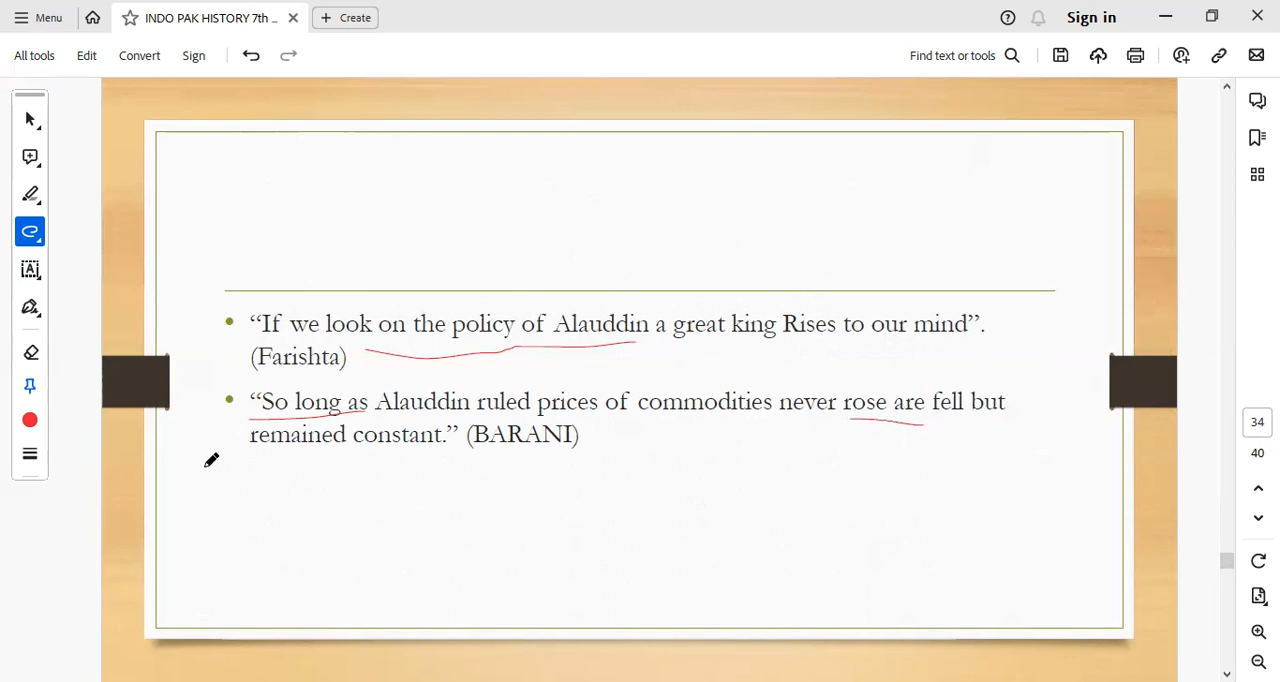 Menu
INDO PAK HISTORY 7th ...
Create
Sign in
All tools
Edit
Convert
Sign
Find text or tools
• “If we look on the policy of Alauddin a great king Rises to our mind”.
(Farishta)
• “So long as Alauddin ruled prices of commodities never rose are fell but
remained constant.” (BARANI)
34
40